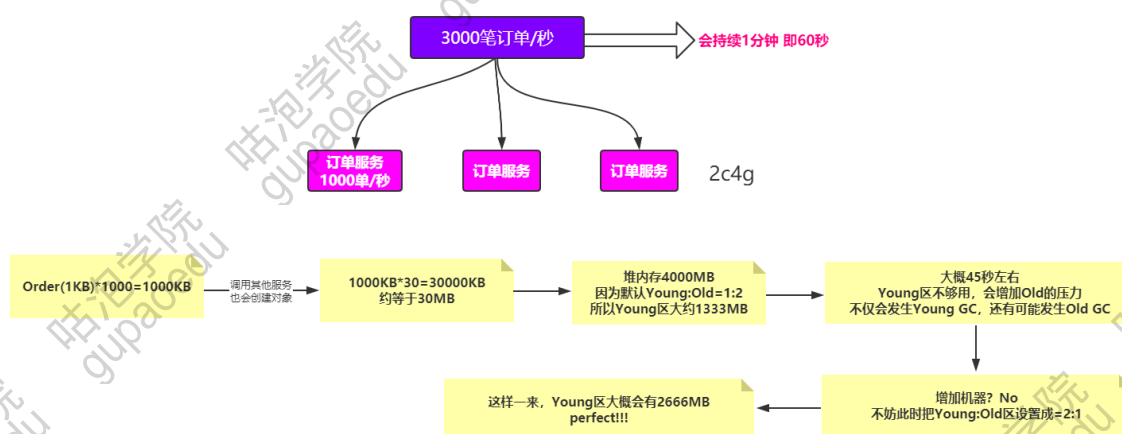 3000笔订单/秒
会持续1分钟 即60秒
订单服务
1000单/秒
订单服务
订单服务
2c4g
Order(1KB)*1000=1000KB
调用其他服务
也会创建对象
1000KB*30=30000KB
约等于30MB
堆内存4000MB
因为默认Young:Old=1:2
所以Young区大约1333MB
大概45秒左右
Young区不够用，会增加Old的压力
不仅会发生Young GC，还有可能发生Old GC
增加机器？No
不妨此时把Young:Old区设置成=2:1
这样一来，Young区大概会有2666MB
perfect!!!
咕泡学院
gupaoedu
咕泡学院
gupaoedu